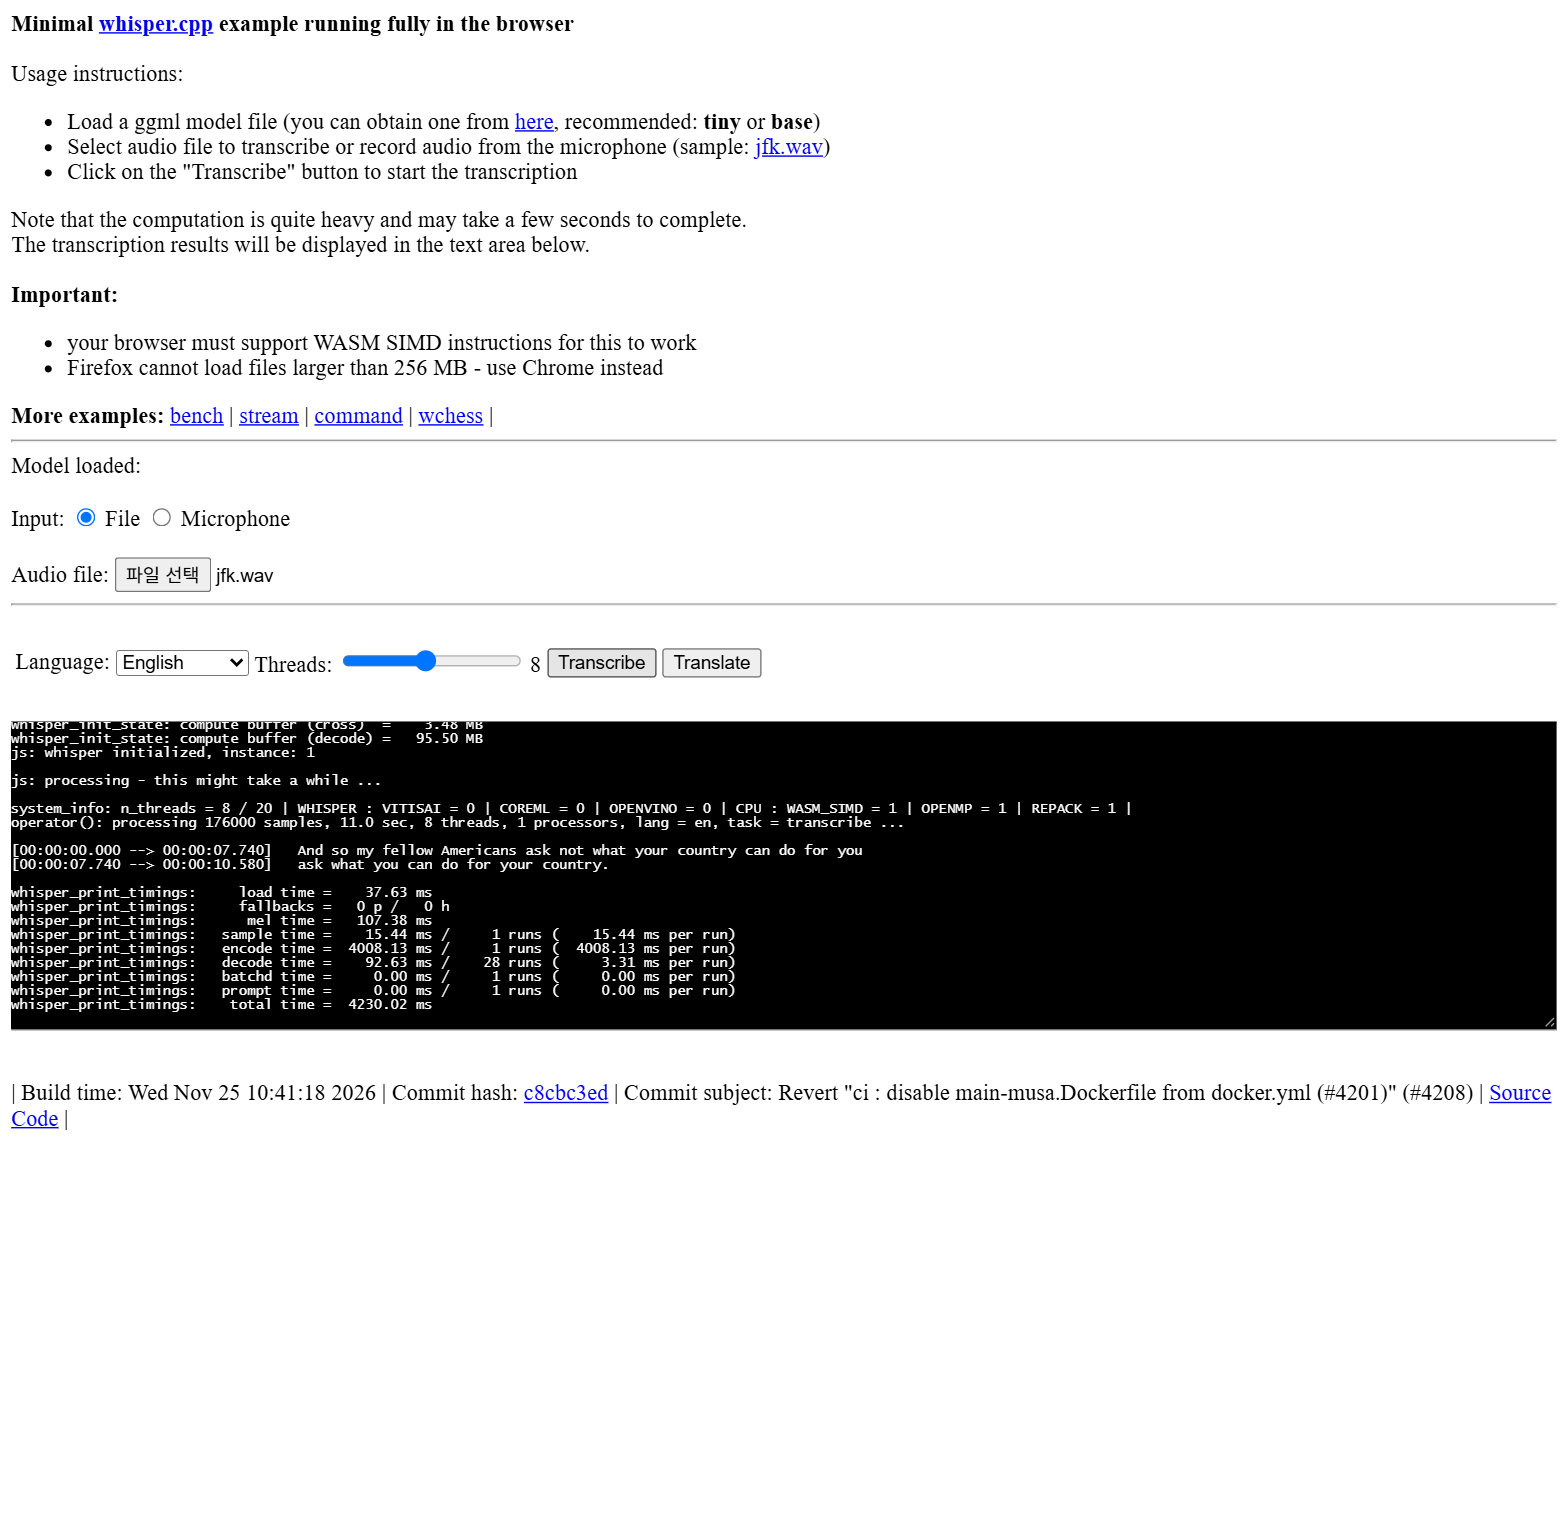 Minimal whisper.cpp example running fully in the browser
Usage instructions:
Load a ggml model file (you can obtain one from here, recommended: tiny or base)
Select audio file to transcribe or record audio from the microphone (sample: jfk.wav)
Click on the "Transcribe" button to start the transcription
Note that the computation is quite heavy and may take a few seconds to complete.
The transcription results will be displayed in the text area below.
Important:
your browser must support WASM SIMD instructions for this to work
Firefox cannot load files larger than 256 MB - use Chrome instead
More examples: bench | stream | command | wchess |
Model loaded:
Input: File Microphone
Audio file: 파일 선택 jfk.wav
Language: English Threads: 8 Transcribe Translate
whisper_init_state: compute buffer (cross)  =    3.48 MB
whisper_init_state: compute buffer (decode) =   95.50 MB
js: whisper initialized, instance: 1
js: processing - this might take a while ...
system_info: n_threads = 8 / 20 | WHISPER : VITISAI = 0 | COREML = 0 | OPENVINO = 0 | CPU : WASM_SIMD = 1 | OPENMP = 1 | REPACK = 1 |
operator(): processing 176000 samples, 11.0 sec, 8 threads, 1 processors, lang = en, task = transcribe ...
[00:00:00.000 --> 00:00:07.740]   And so my fellow Americans ask not what your country can do for you
[00:00:07.740 --> 00:00:10.580]   ask what you can do for your country.
whisper_print_timings:     load time =    37.63 ms
whisper_print_timings:     fallbacks =   0 p /   0 h
whisper_print_timings:      mel time =   107.38 ms
whisper_print_timings:   sample time =    15.44 ms /     1 runs (    15.44 ms per run)
whisper_print_timings:   encode time =  4008.13 ms /     1 runs (  4008.13 ms per run)
whisper_print_timings:   decode time =    92.63 ms /    28 runs (     3.31 ms per run)
whisper_print_timings:   batchd time =     0.00 ms /     1 runs (     0.00 ms per run)
whisper_print_timings:   prompt time =     0.00 ms /     1 runs (     0.00 ms per run)
whisper_print_timings:    total time =  4230.02 ms
| Build time: Wed Nov 25 10:41:18 2026 | Commit hash: c8cbc3ed | Commit subject: Revert "ci : disable main-musa.Dockerfile from docker.yml (#4201)" (#4208) | Source
Code |